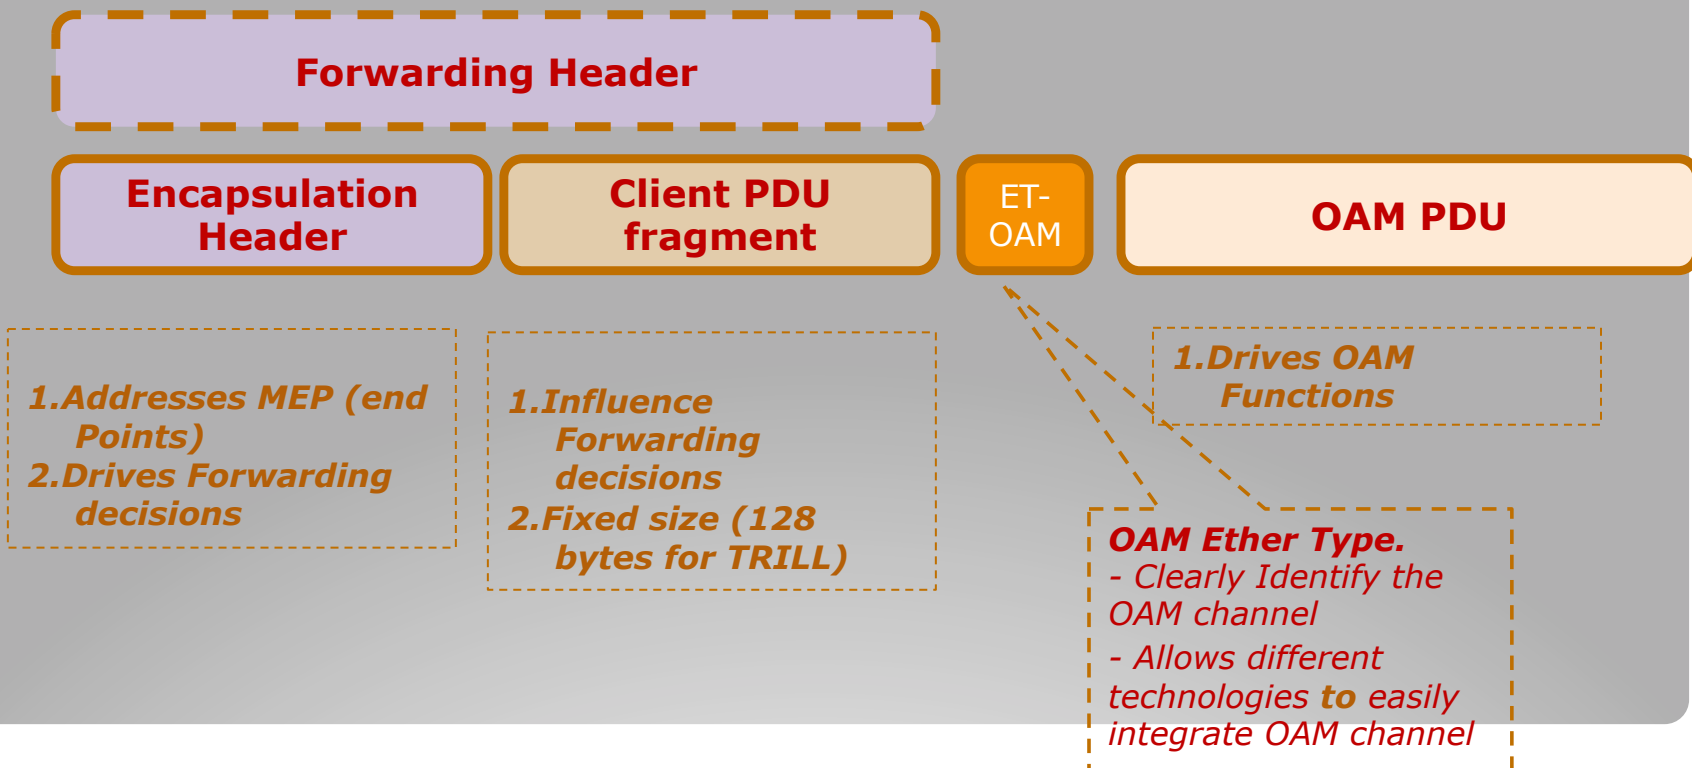 Forwarding Header
Encapsulation
Header
Client PDU
fragment
ET-
OAM
OAM PDU
1.Addresses MEP (end
Points)
2.Drives Forwarding
decisions
1.Influence
Forwarding
decisions
2.Fixed size (128
bytes for TRILL)
1.Drives OAM
Functions
OAM Ether Type.
- Clearly Identify the
OAM channel
- Allows different
technologies to easily
integrate OAM channel